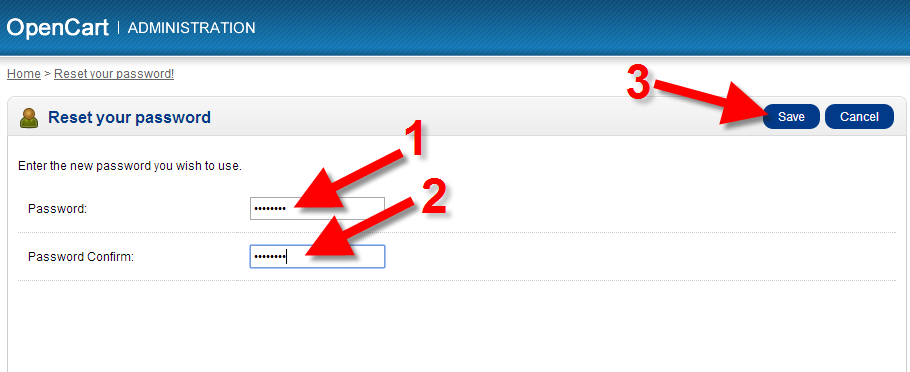 OpenCart | ADMINISTRATION
Home > Reset your password!
3
Reset your password
Save
Cancel
1
Enter the new password you wish to use.
2
Password: ••••••••
Password Confirm: ••••••••